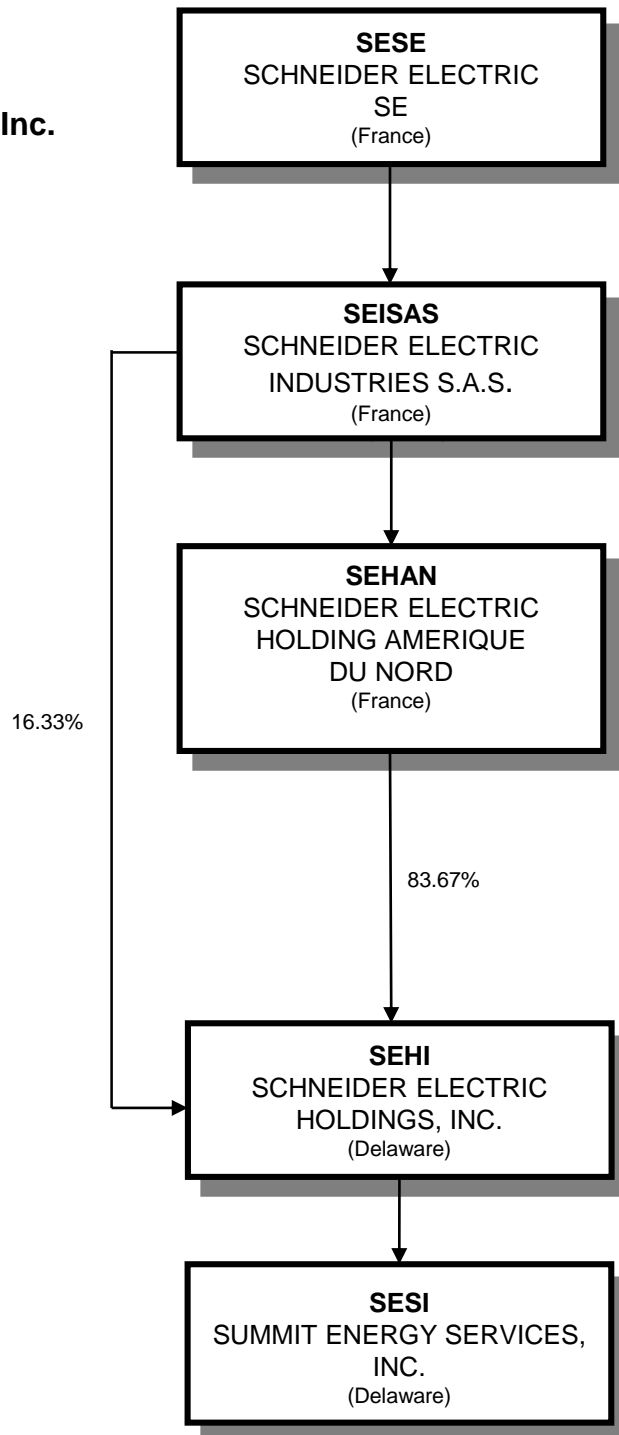 SESE
SCHNEIDER ELECTRIC
SE
(France)
Inc.
SEISAS
SCHNEIDER ELECTRIC
INDUSTRIES S.A.S.
(France)
SEHAN
SCHNEIDER ELECTRIC
HOLDING AMERIQUE
DU NORD
(France)
16.33%
83.67%
SEHI
SCHNEIDER ELECTRIC
HOLDINGS, INC.
(Delaware)
SESI
SUMMIT ENERGY SERVICES,
INC.
(Delaware)